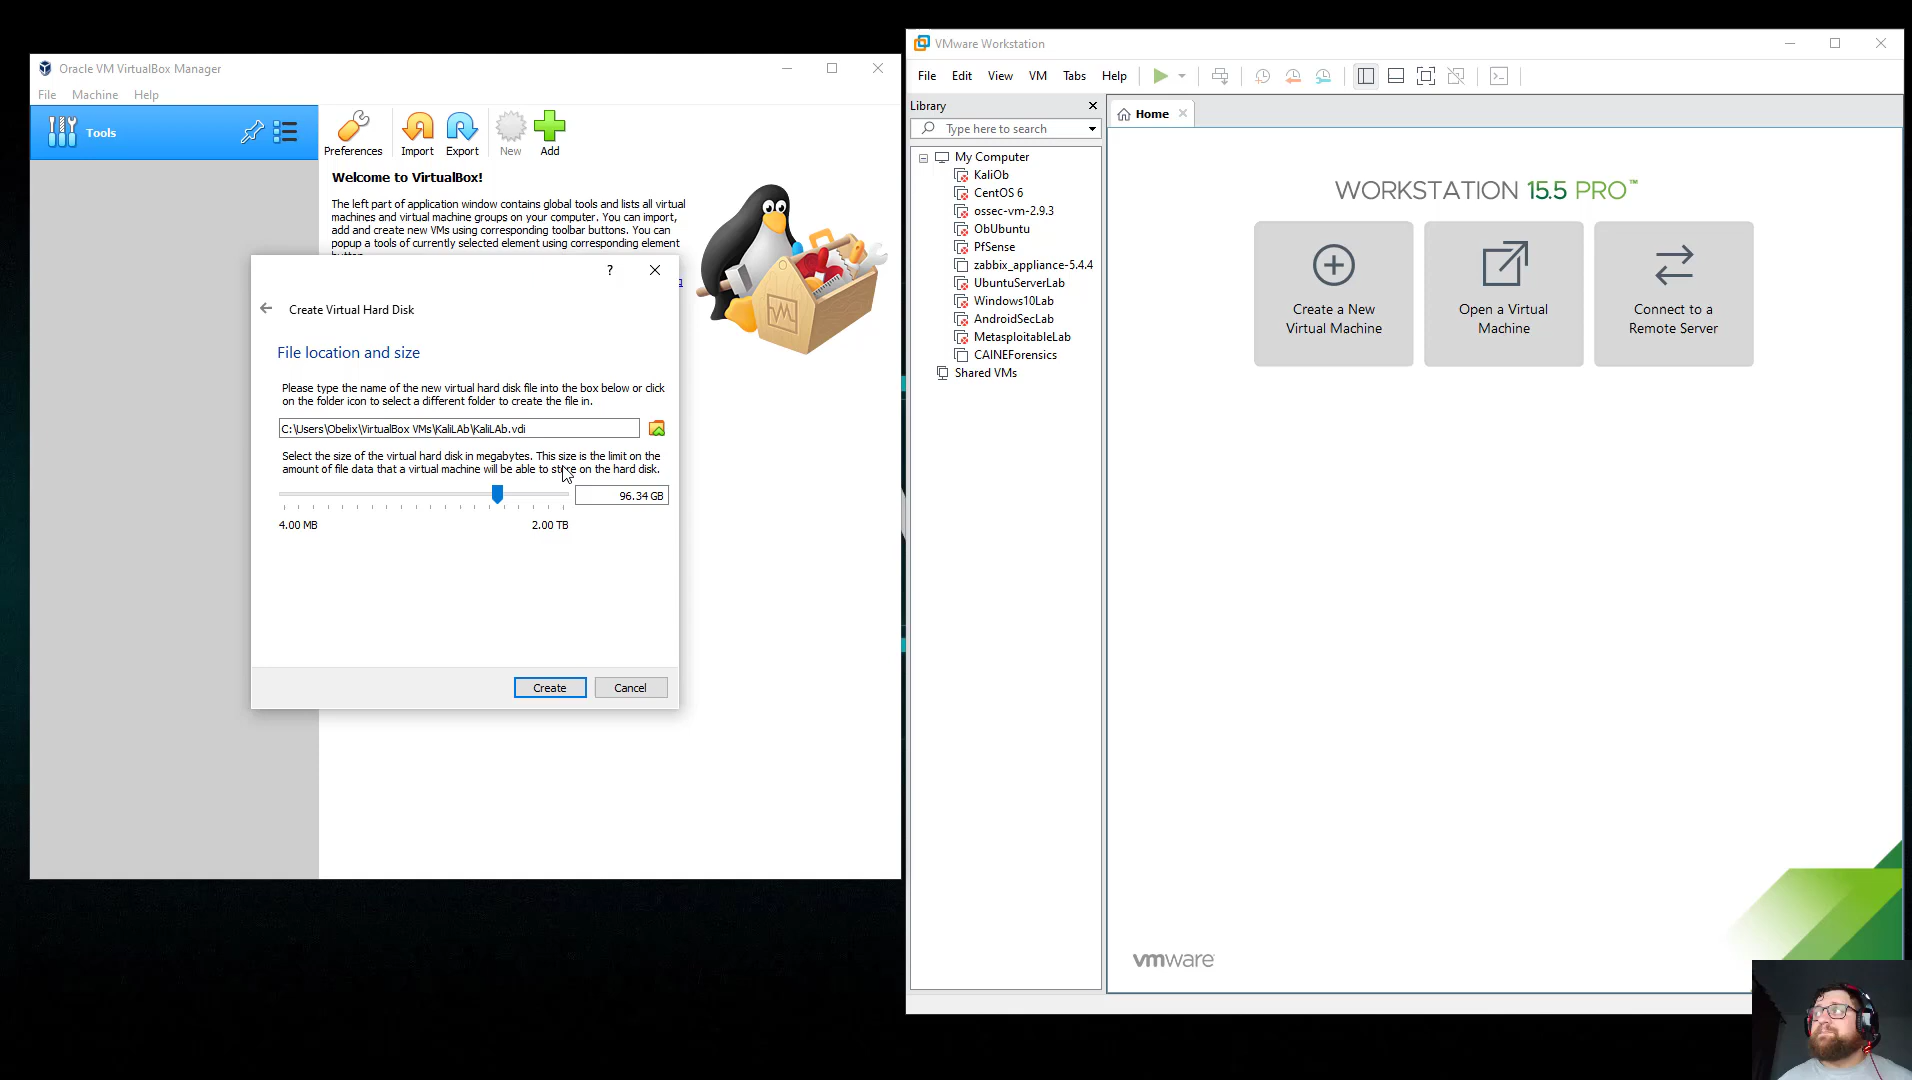 Oracle VM VirtualBox Manager
File Machine Help
Tools
Preferences
Import
Export
New
Add
Welcome to VirtualBox!
The left part of application window contains global tools and lists all virtual
machines and virtual machine groups on your computer. You can import,
add and create new VMs using corresponding toolbar buttons. You can
popup a tools of currently selected element using corresponding element
?
Create Virtual Hard Disk
File location and size
Please type the name of the new virtual hard disk file into the box below or click
on the folder icon to select a different folder to create the file in.
C:\Users\Obelix\VirtualBox VMs\KaliLAb\KaliLAb.vdi
Select the size of the virtual hard disk in megabytes. This size is the limit on the
amount of file data that a virtual machine will be able to store on the hard disk.
96.34 GB
4.00 MB
2.00 TB
Create
Cancel
VMware Workstation
File Edit View VM Tabs Help
Library
Type here to search
My Computer
KaliOb
CentOS 6
ossec-vm-2.9.3
ObUbuntu
PfSense
zabbix_appliance-5.4.4
UbuntuServerLab
Windows10Lab
AndroidSecLab
MetasploitableLab
CAINEForensics
Shared VMs
Home
WORKSTATION 15.5 PRO™
Create a New
Virtual Machine
Open a Virtual
Machine
Connect to a
Remote Server
vmware